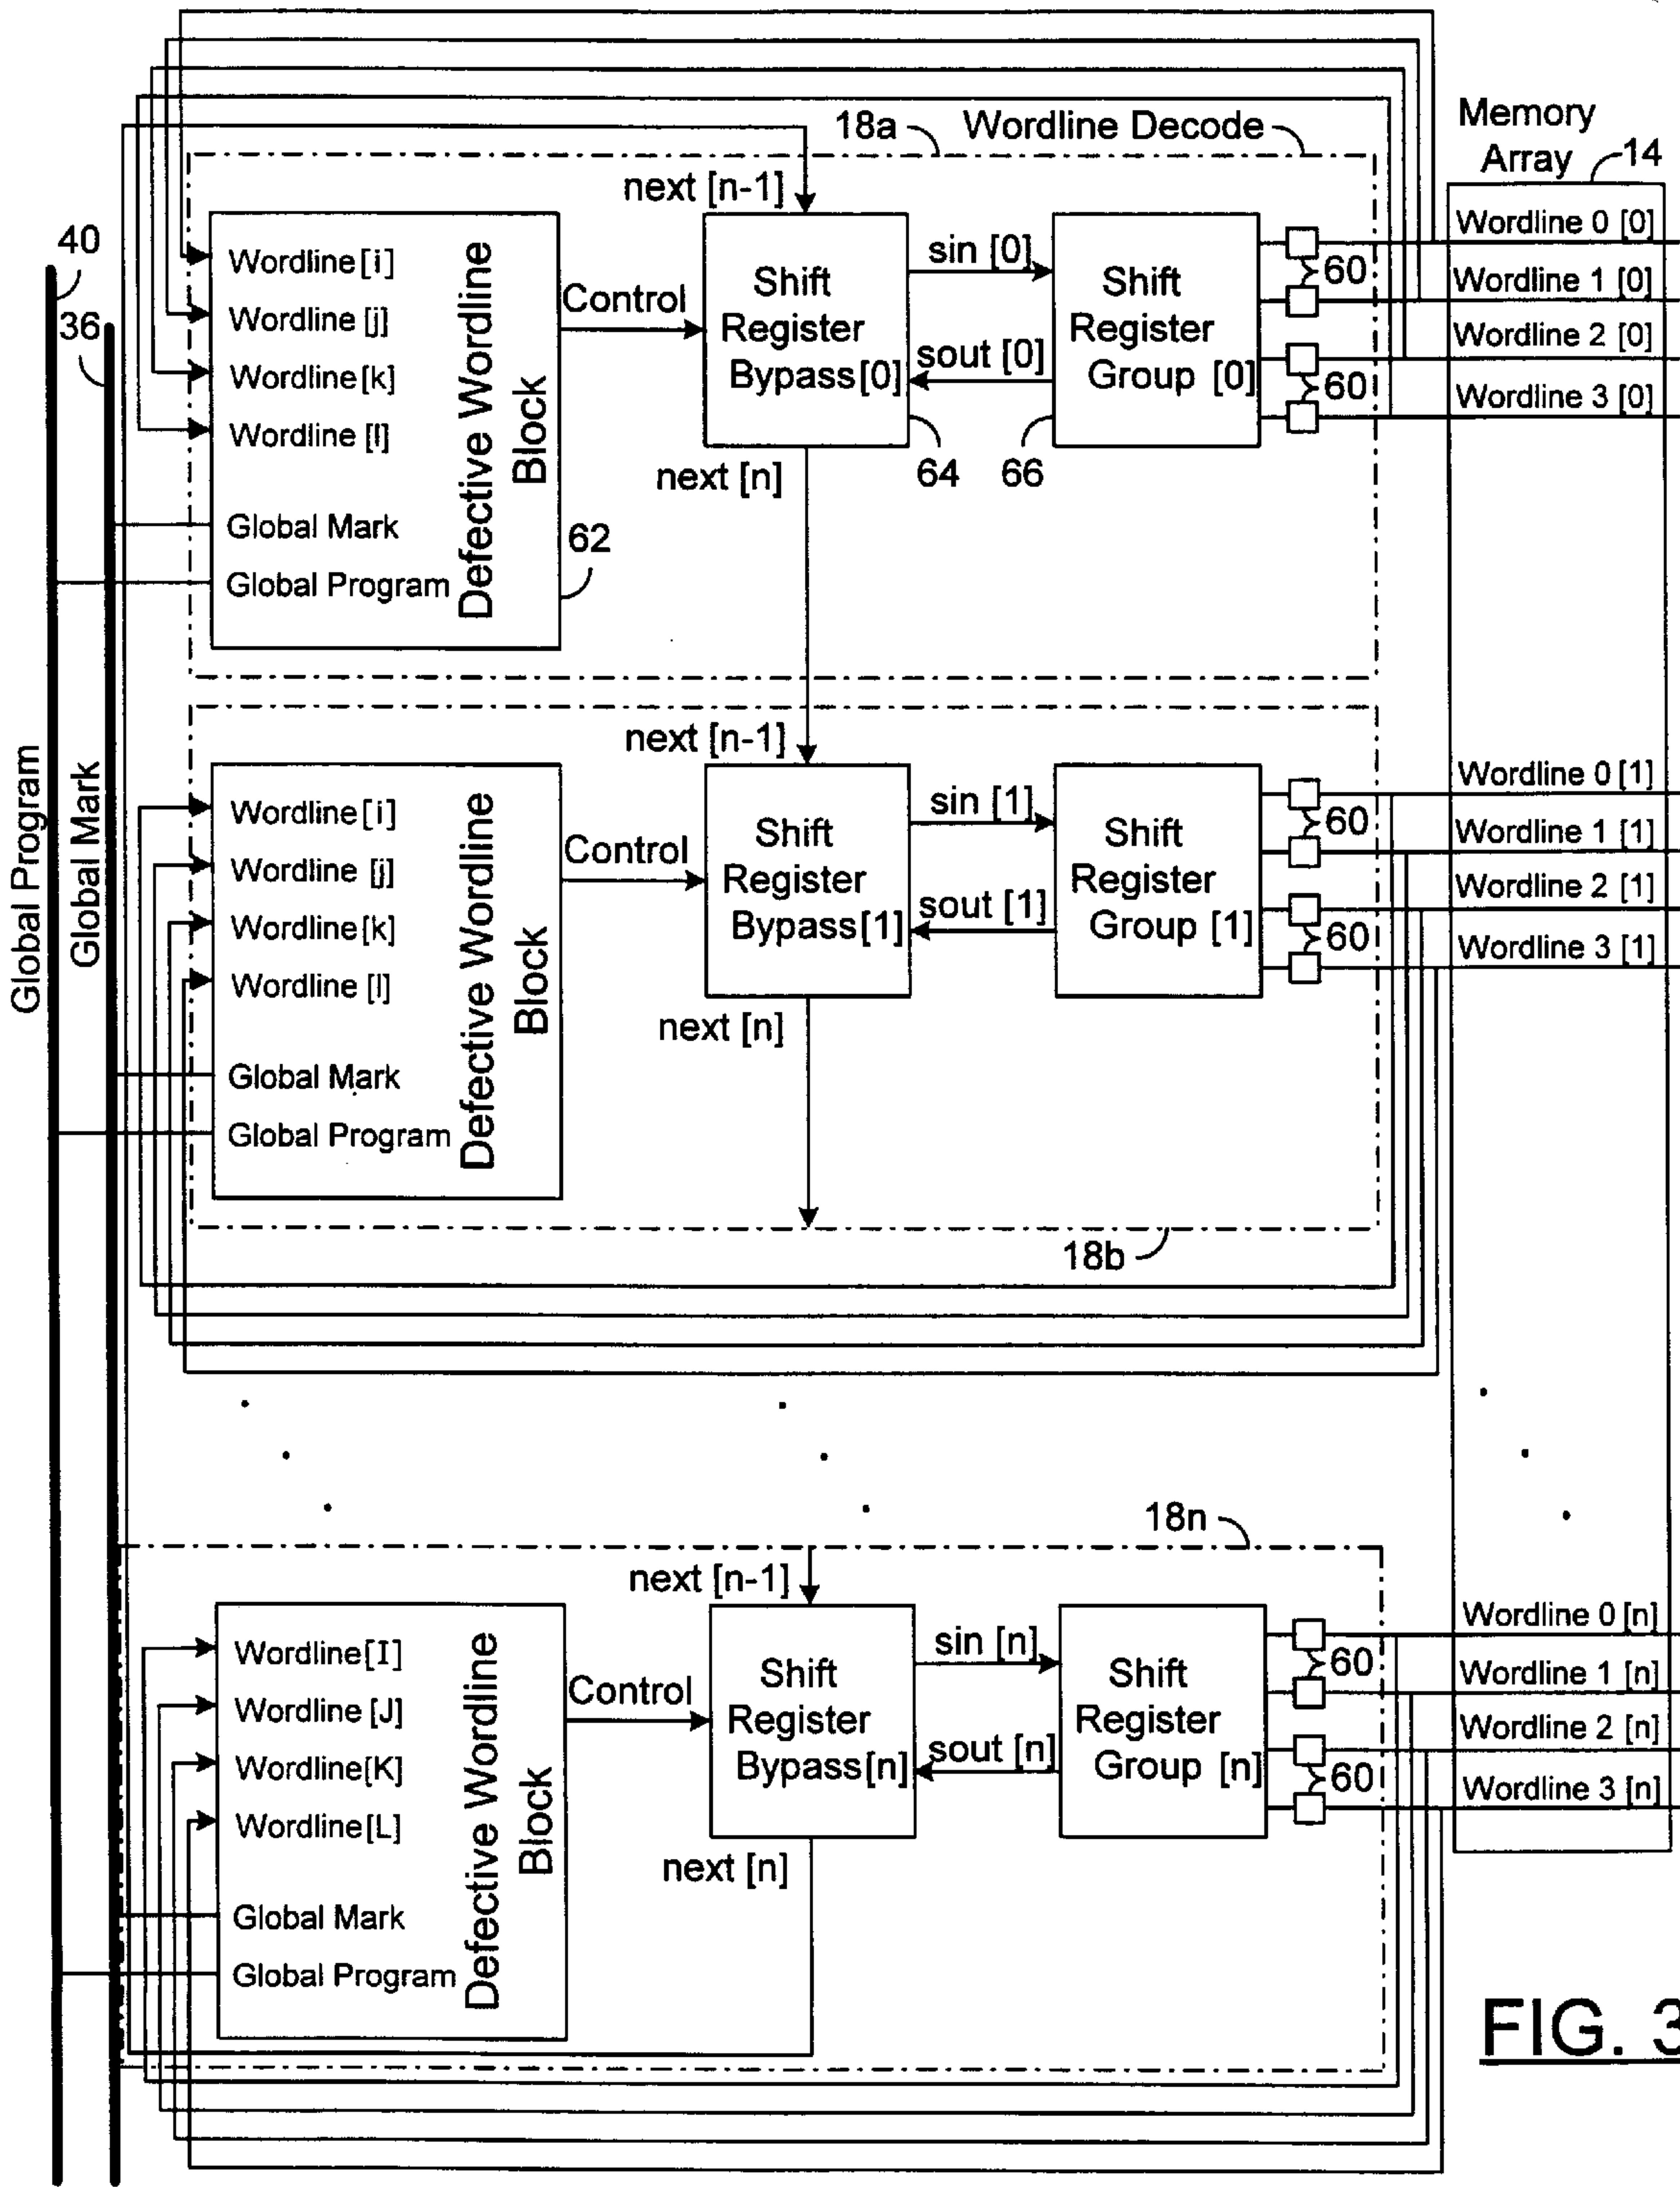 18a
Wordline Decode
Memory
Array
14
next [n-1]
40
36
Wordline[i]
Wordline [j]
Wordline[k]
Wordline [l]
Global Mark
Global Program
Defective Wordline
Block
62
Control
Shift
Register
Bypass[0]
64
sin [0]
sout [0]
Shift
Register
Group [0]
66
60
60
Wordline 0 [0]
Wordline 1 [0]
Wordline 2 [0]
Wordline 3 [0]
next [n]
Global Program
Global Mark
next [n-1]
Wordline[i]
Wordline [j]
Wordline[k]
Wordline [l]
Global Mark
Global Program
Defective Wordline
Block
Control
Shift
Register
Bypass[1]
sin [1]
sout [1]
Shift
Register
Group [1]
60
60
Wordline 0 [1]
Wordline 1 [1]
Wordline 2 [1]
Wordline 3 [1]
next [n]
18b
18n
next [n-1]
Wordline[I]
Wordline [J]
Wordline[K]
Wordline[L]
Global Mark
Global Program
Defective Wordline
Block
Control
Shift
Register
Bypass[n]
sin [n]
sout [n]
Shift
Register
Group [n]
60
60
Wordline 0 [n]
Wordline 1 [n]
Wordline 2 [n]
Wordline 3 [n]
next [n]
FIG. 3